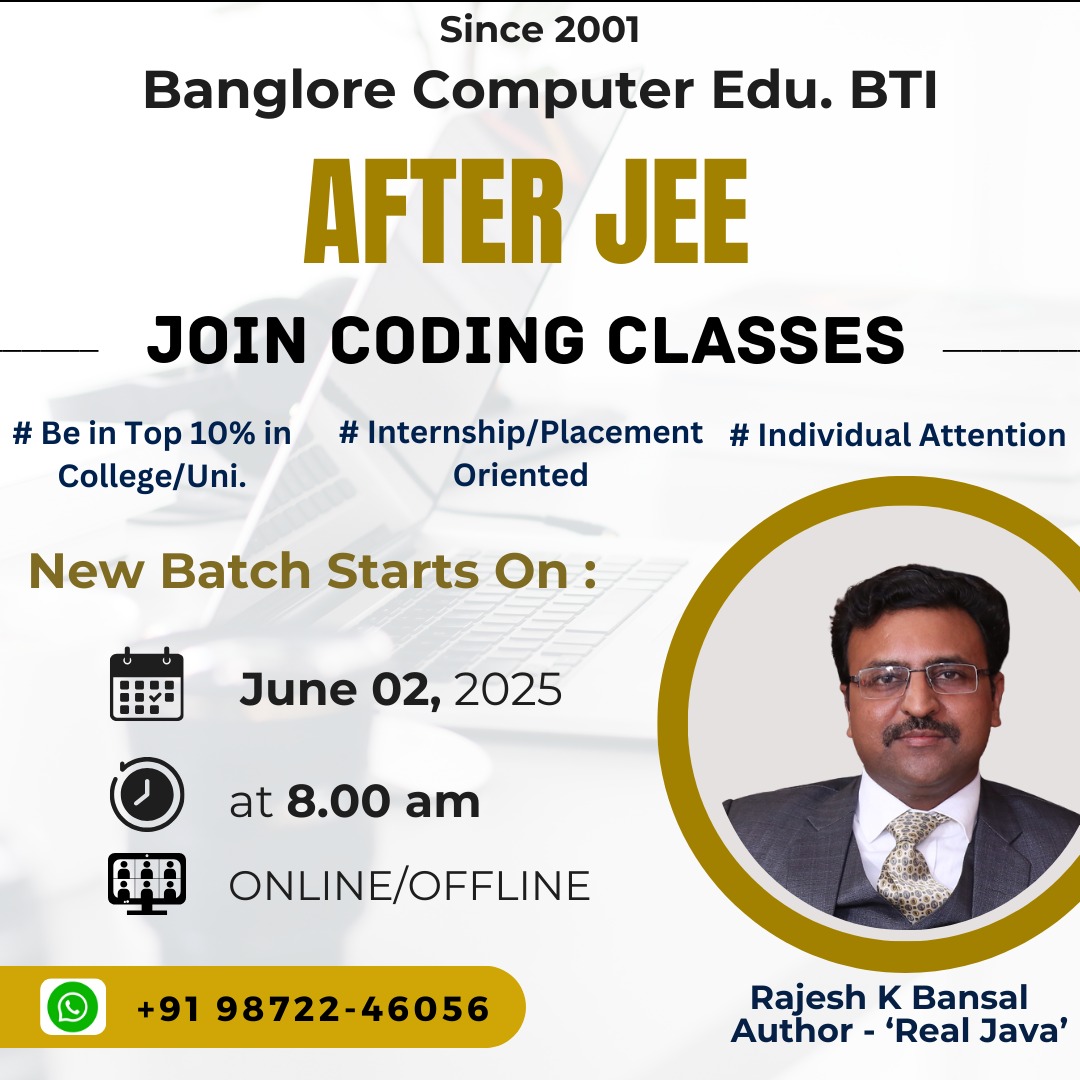 Since 2001
Banglore Computer Edu. BTI
AFTER JEE
JOIN CODING CLASSES
# Be in Top 10% in
College/Uni.
# Internship/Placement
Oriented
# Individual Attention
New Batch Starts On :
June 02, 2025
at 8.00 am
ONLINE/OFFLINE
+91 98722-46056
Rajesh K Bansal
Author - ‘Real Java’